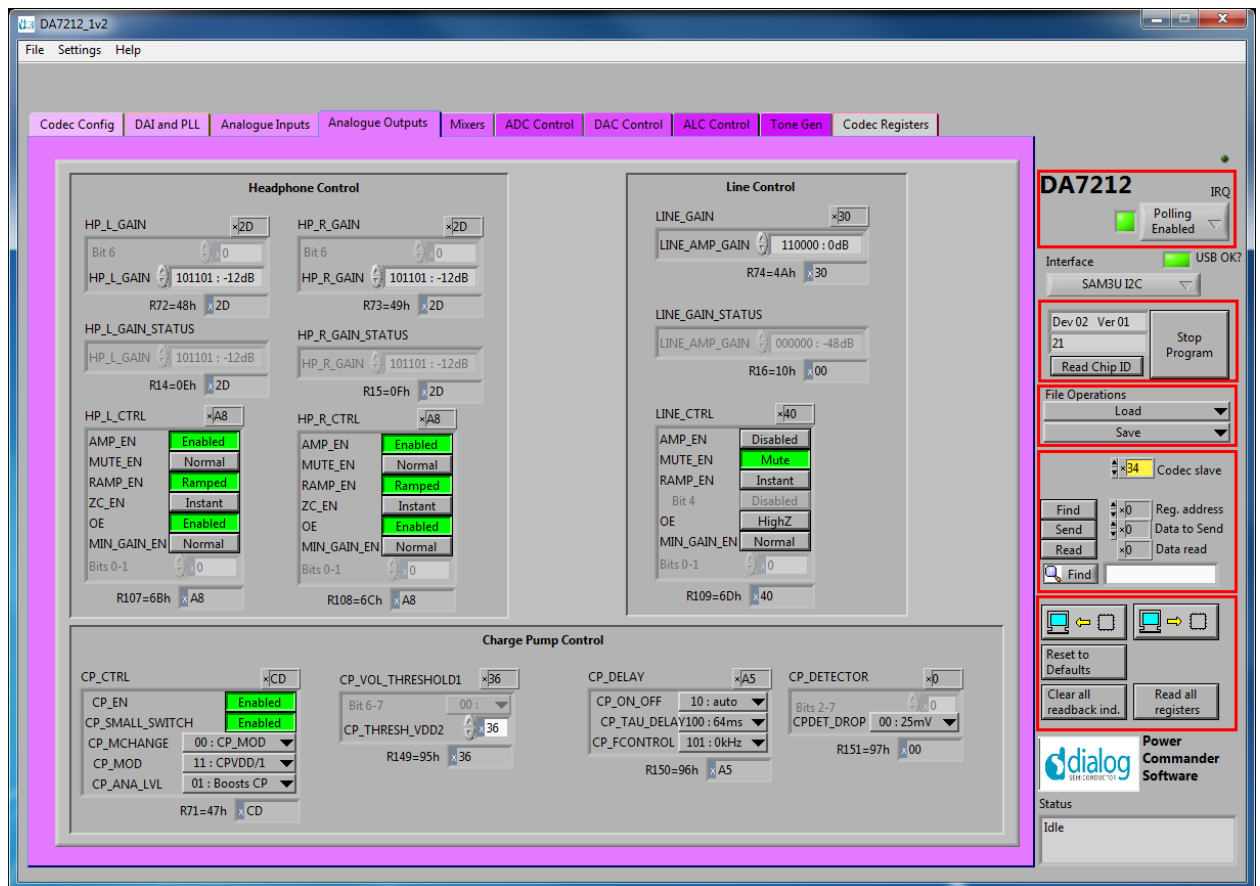 DA7212_1v2
File Settings Help
Codec Config DAI and PLL Analogue Inputs Analogue Outputs Mixers ADC Control DAC Control ALC Control Tone Gen Codec Registers
Headphone Control
HP_L_GAIN x2D
Bit 6 x0
HP_L_GAIN 101101 : -12dB
R72=48h x2D
HP_L_GAIN_STATUS
HP_L_GAIN 101101 : -12dB
R14=0Eh x2D
HP_L_CTRL xA8
AMP_EN Enabled
MUTE_EN Normal
RAMP_EN Ramped
ZC_EN Instant
OE Enabled
MIN_GAIN_EN Normal
Bits 0-1 x0
R107=6Bh xA8
HP_R_GAIN x2D
Bit 6 x0
HP_R_GAIN 101101 : -12dB
R73=49h x2D
HP_R_GAIN_STATUS
HP_R_GAIN 101101 : -12dB
R15=0Fh x2D
HP_R_CTRL xA8
AMP_EN Enabled
MUTE_EN Normal
RAMP_EN Ramped
ZC_EN Instant
OE Enabled
MIN_GAIN_EN Normal
Bits 0-1 x0
R108=6Ch xA8
Line Control
LINE_GAIN x30
LINE_AMP_GAIN 110000 : 0dB
R74=4Ah x30
LINE_GAIN_STATUS
LINE_AMP_GAIN 000000 : -48dB
R16=10h x00
LINE_CTRL x40
AMP_EN Disabled
MUTE_EN Mute
RAMP_EN Instant
Bit 4 Disabled
OE HighZ
MIN_GAIN_EN Normal
Bits 0-1 x0
R109=6Dh x40
Charge Pump Control
CP_CTRL xCD
CP_EN Enabled
CP_SMALL_SWITCH Enabled
CP_MCHANGE 00 : CP_MOD
CP_MOD 11 : CPVDD/1
CP_ANA_LVL 01 : Boosts CP
R71=47h xCD
CP_VOL_THRESHOLD1 x36
Bit 6-7 00 :
CP_THRESH_VDD2 x36
R149=95h x36
CP_DELAY xA5
CP_ON_OFF 10 : auto
CP_TAU_DELAY 100 : 64ms
CP_FCONTROL 101 : 0kHz
R150=96h xA5
CP_DETECTOR x0
Bits 2-7 x0
CPDET_DROP 00 : 25mV
R151=97h x00
DA7212 IRQ
Polling Enabled
Interface USB OK?
SAM3U I2C
Dev 02 Ver 01
21
Read Chip ID
Stop Program
File Operations
Load
Save
x34 Codec slave
Find x0 Reg. address
Send x0 Data to Send
Read x0 Data read
Find
Reset to Defaults
Clear all readback ind.
Read all registers
dialog
SEMICONDUCTOR
Power Commander Software
Status
Idle